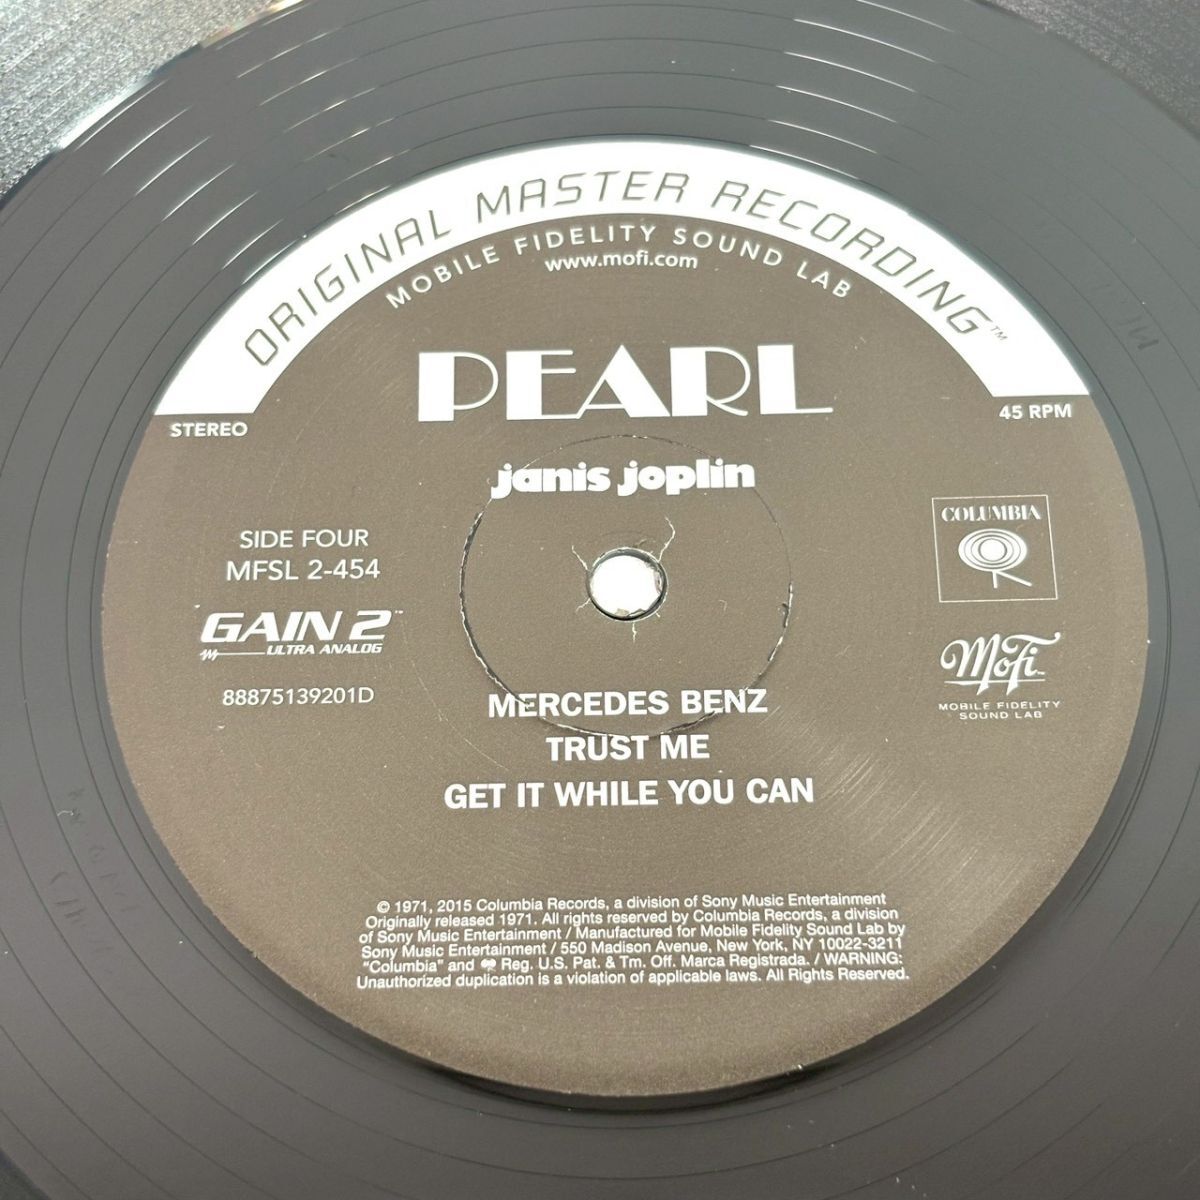 ORIGINAL MASTER RECORDING™
MOBILE FIDELITY SOUND LAB
www.mofi.com
PEARL
STEREO
45 RPM
janis joplin
SIDE FOUR
MFSL 2-454
COLUMBIA
GAIN 2™
ULTRA ANALOG
MoFi™
MOBILE FIDELITY
SOUND LAB
88875139201D
MERCEDES BENZ
TRUST ME
GET IT WHILE YOU CAN
© 1971, 2015 Columbia Records, a division of Sony Music Entertainment
Originally released 1971. All rights reserved by Columbia Records, a division
of Sony Music Entertainment / Manufactured for Mobile Fidelity Sound Lab by
Sony Music Entertainment / 550 Madison Avenue, New York, NY 10022-3211
"Columbia" and Reg. U.S. Pat. & Tm. Off. Marca Registrada. / WARNING:
Unauthorized duplication is a violation of applicable laws. All Rights Reserved.